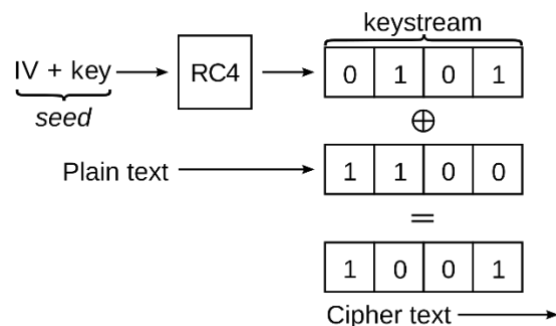 keystream
IV + key RC4 0 1 0 1
seed
⊕
Plain text 1 1 0 0
=
1 0 0 1
Cipher text